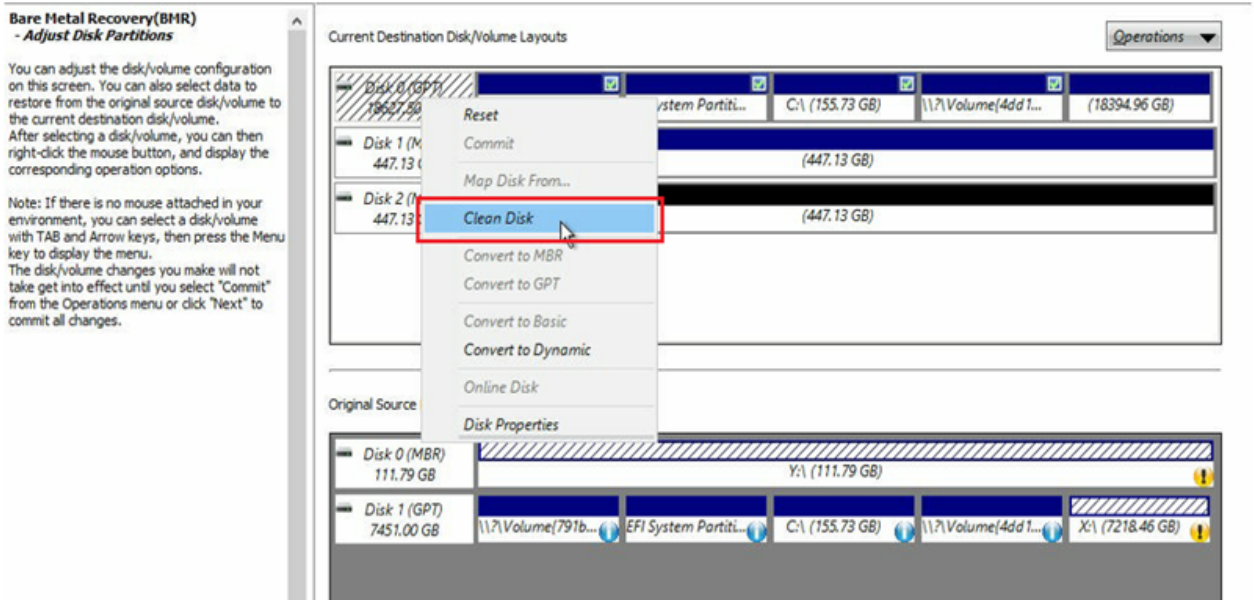 Bare Metal Recovery(BMR)
- Adjust Disk Partitions
You can adjust the disk/volume configuration
on this screen. You can also select data to
restore from the original source disk/volume to
the current destination disk/volume.
After selecting a disk/volume, you can then
right-click the mouse button, and display the
corresponding operation options.
Note: If there is no mouse attached in your
environment, you can select a disk/volume
with TAB and Arrow keys, then press the Menu
key to display the menu.
The disk/volume changes you make will not
take get into effect until you select "Commit"
from the Operations menu or click "Next" to
commit all changes.
Current Destination Disk/Volume Layouts
Operations
Disk 0 (GPT)
ystem Partiti... C:\ (155.73 GB) \\?\Volume{4dd1... (18394.96 GB)
Disk 1 (M
447.13
(447.13 GB)
Disk 2
447.13
(447.13 GB)
Reset
Commit
Map Disk From...
Clean Disk
Convert to MBR
Convert to GPT
Convert to Basic
Convert to Dynamic
Online Disk
Disk Properties
Original Source
Disk 0 (MBR)
111.79 GB
Y:\ (111.79 GB)
Disk 1 (GPT)
7451.00 GB
\\?\Volume{791b... EFI System Partiti... C:\ (155.73 GB) \\?\Volume{4dd1... X:\ (7218.46 GB)